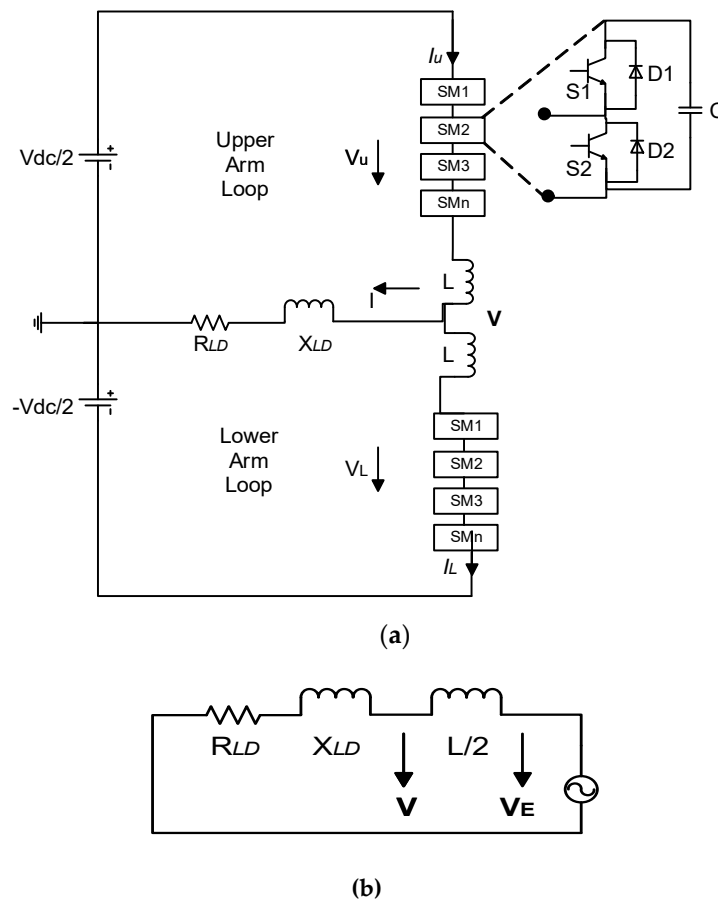 Iu
SM1
SM2
SM3
SMn
Vu
Upper
Arm
Loop
Vdc/2
+
-
S1
D1
S2
D2
L
I
V
RLD
XLD
L
-Vdc/2
+
-
Lower
Arm
Loop
VL
SM1
SM2
SM3
SMn
IL
(a)
RLD
XLD
L/2
V
VE
(b)